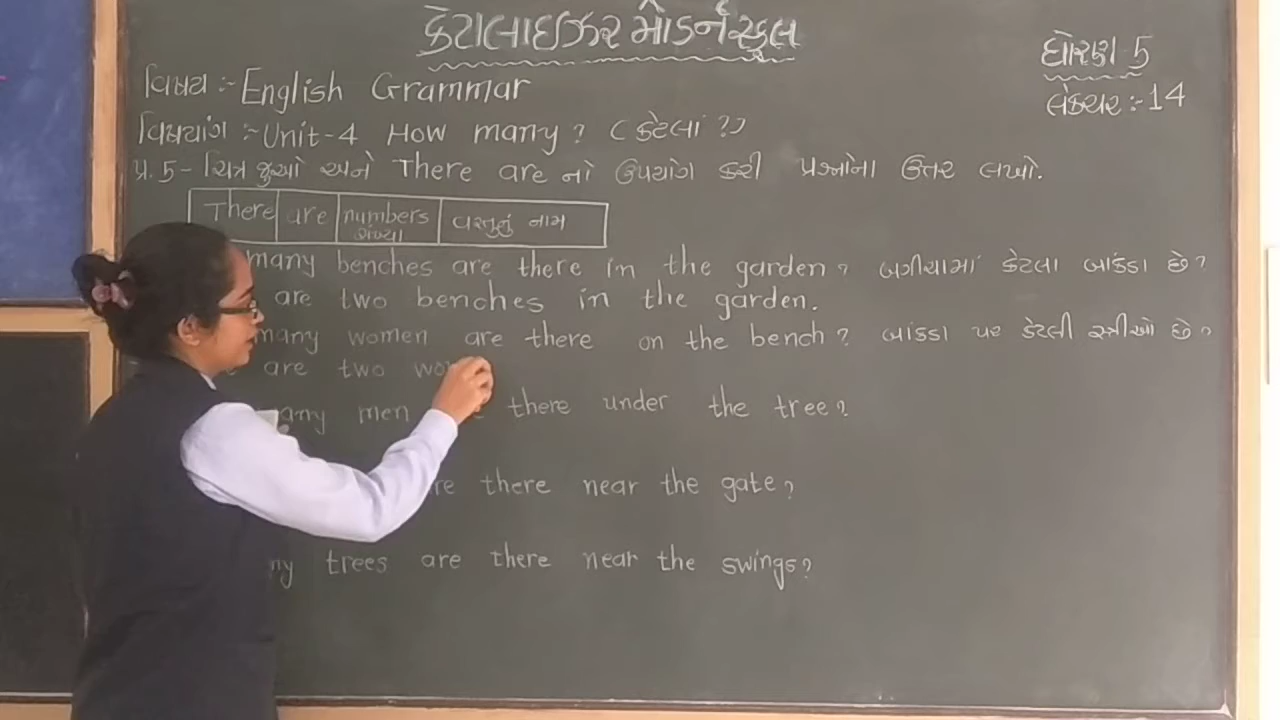 કેટાલાઇઝર મોડર્ન સ્કૂલ
ધોરણ 5
વિષય :- English Grammar
લેક્ચર :- 14
વિષયાંગ :- Unit-4 How many? (કેટલાં ?)
પ્ર. 5 - ચિત્ર જુઓ અને There are નો ઉપયોગ કરી પ્રશ્નોના ઉત્તર લખો.
There are numbers સંખ્યા વસ્તુનું નામ
many benches are there in the garden? બગીચામાં કેટલા બાંકડા છે?
are two benches in the garden.
many women are there on the bench? બાંકડા પર કેટલી સ્ત્રીઓ છે?
are two wo
many men there under the tree?
are there near the gate?
trees are there near the swings?